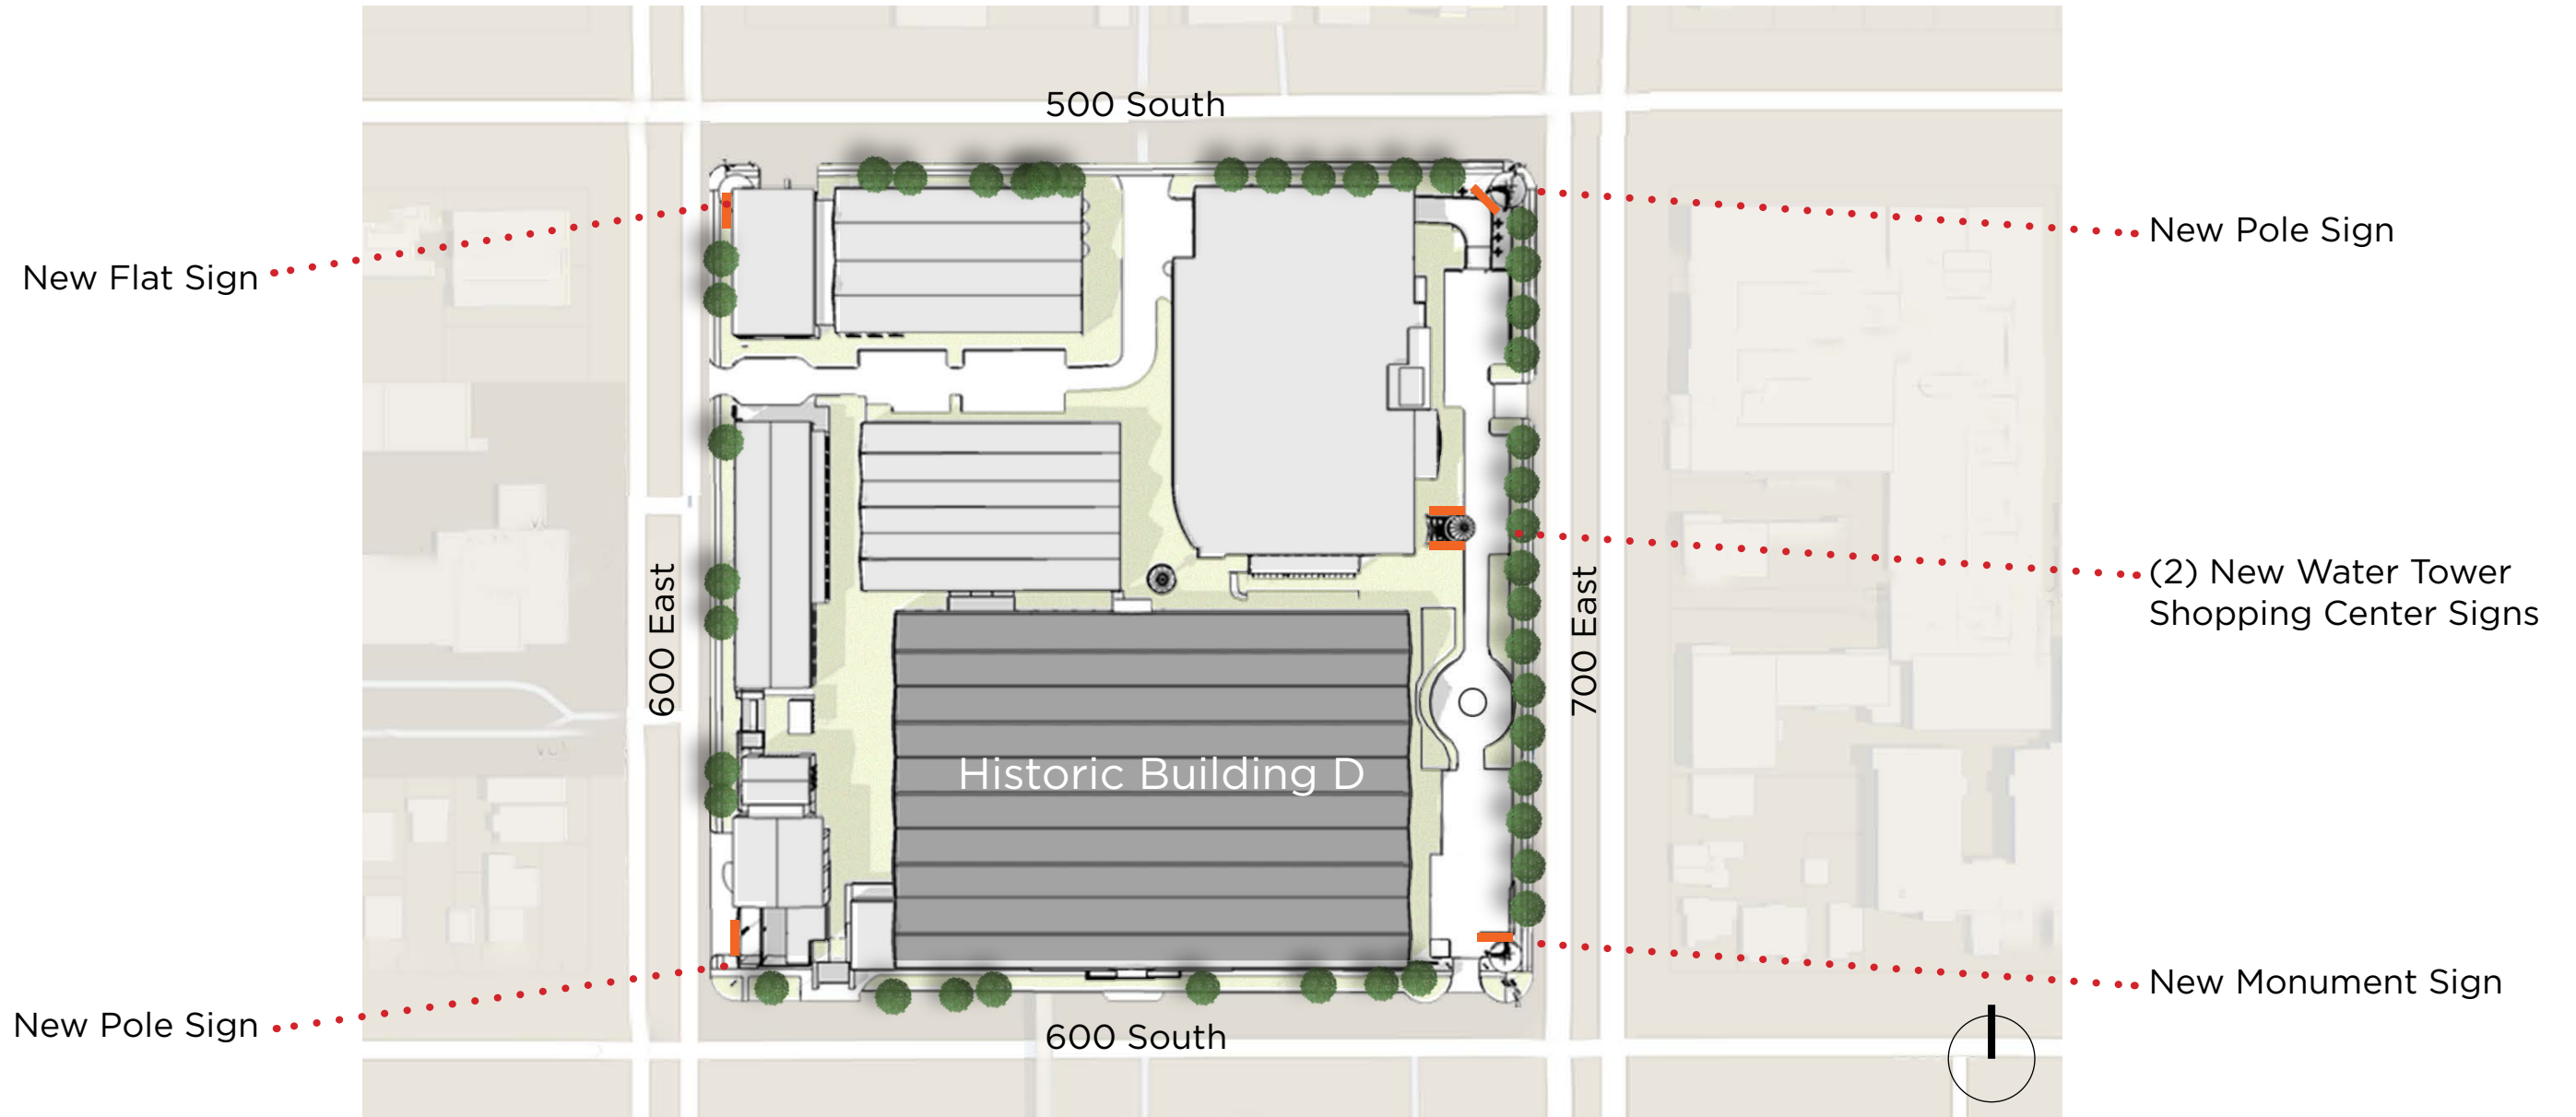 500 South
New Flat Sign
New Pole Sign
600 East
700 East
(2) New Water Tower
Shopping Center Signs
Historic Building D
New Pole Sign
New Monument Sign
600 South